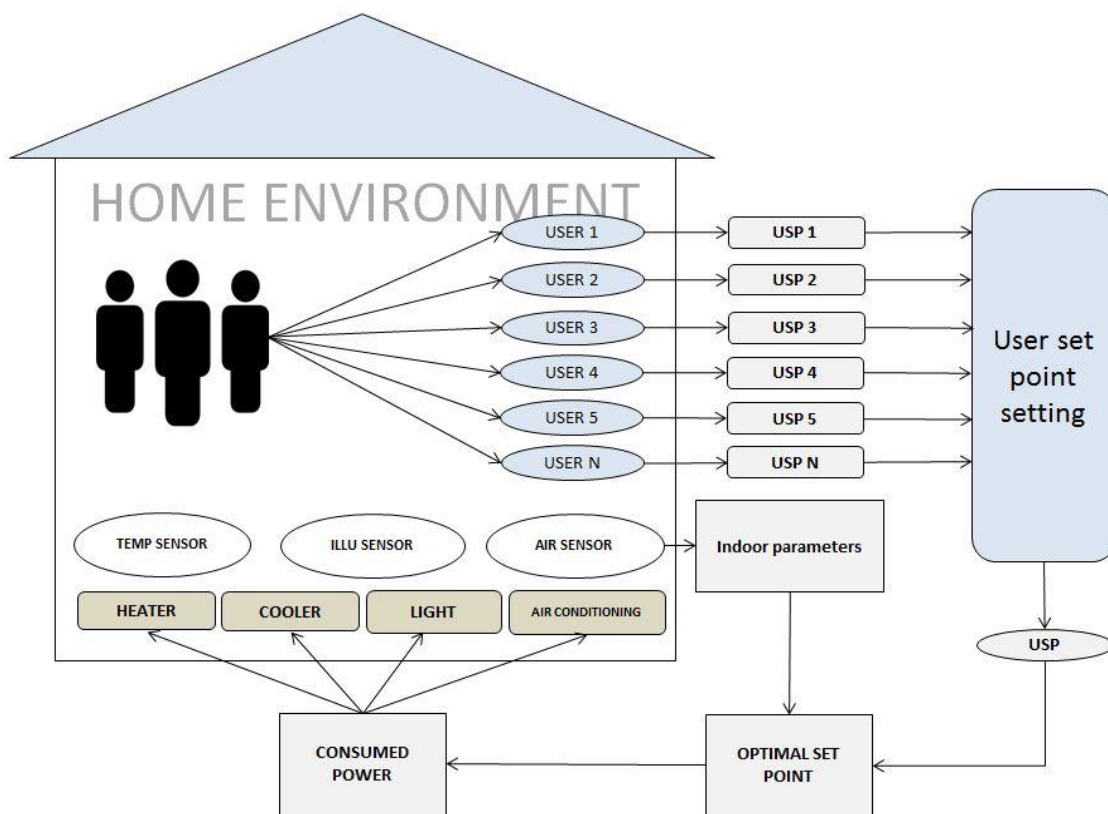 HOME ENVIRONMENT
USER 1
USP 1
USER 2
USP 2
USER 3
USP 3
USER 4
USP 4
USER 5
USP 5
USER N
USP N
User set
point
setting
TEMP SENSOR
ILLU SENSOR
AIR SENSOR
Indoor parameters
HEATER
COOLER
LIGHT
AIR CONDITIONING
USP
CONSUMED
POWER
OPTIMAL SET
POINT